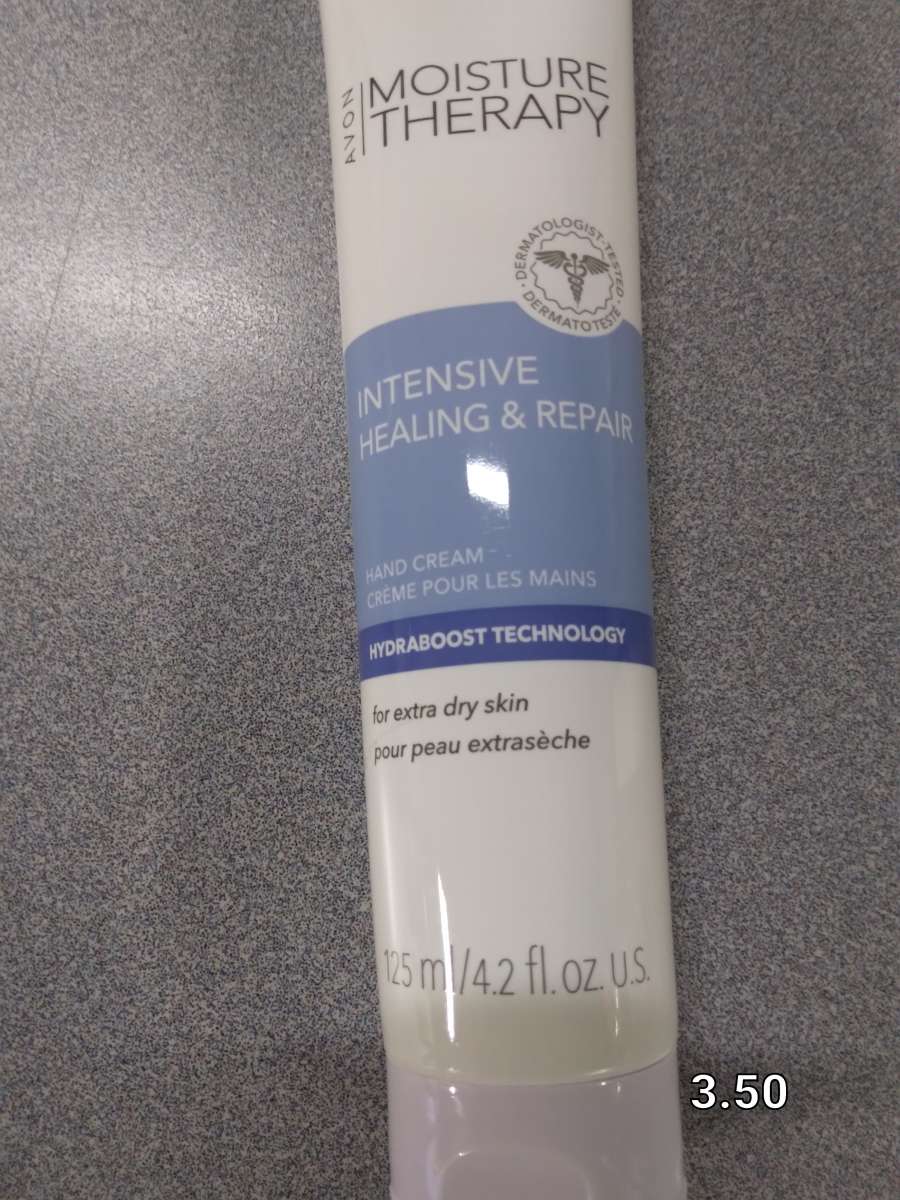 AVON
MOISTURE
THERAPY
DERMATOLOGIST-TESTED · DERMATOTESTÉ ·
INTENSIVE
HEALING & REPAIR
HAND CREAM
CRÈME POUR LES MAINS
HYDRABOOST TECHNOLOGY
for extra dry skin
pour peau extrasèche
125 ml/4.2 fl.oz. U.S.
3.50